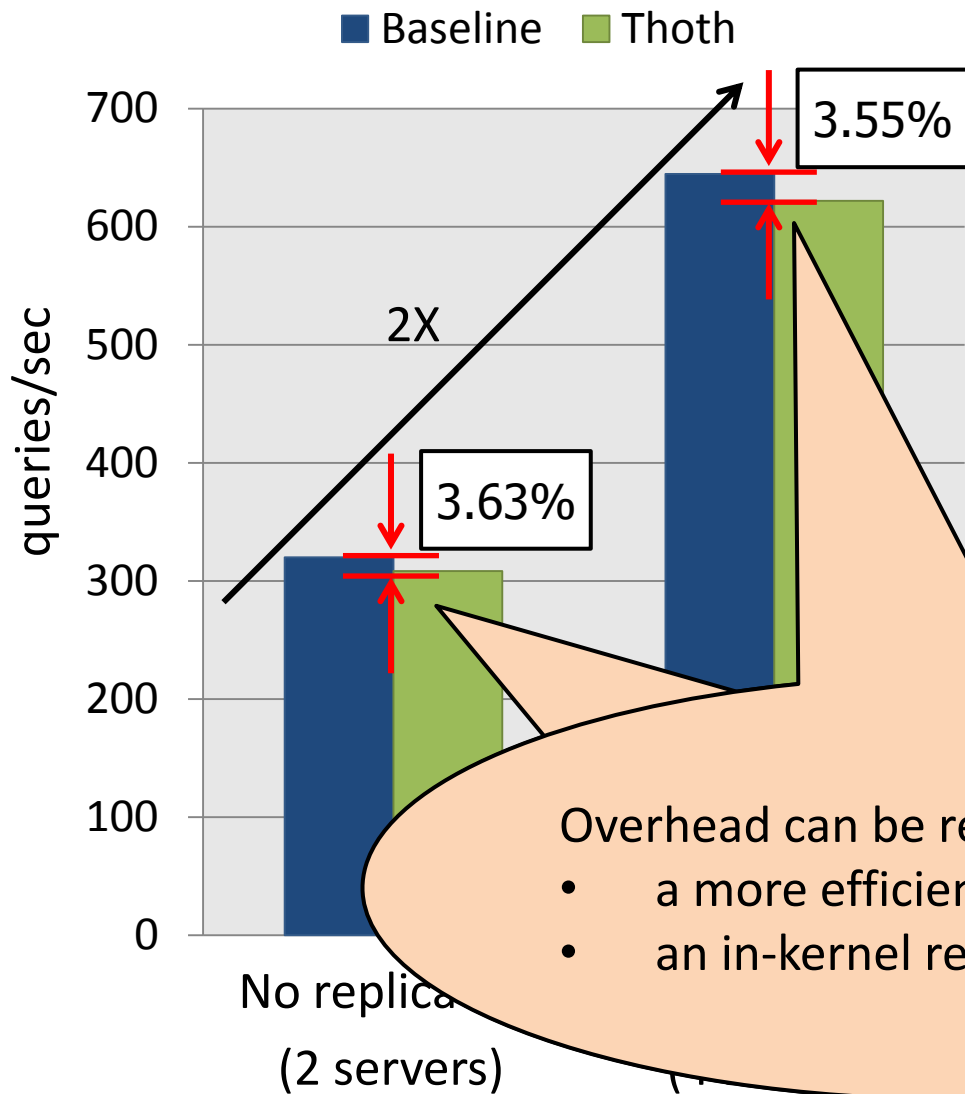 Baseline Thoth
700
600
500
400
300
200
100
0
queries/sec
3.55%
2X
3.63%
Overhead can be re
• a more efficien
• an in-kernel re
No replica
(2 servers)